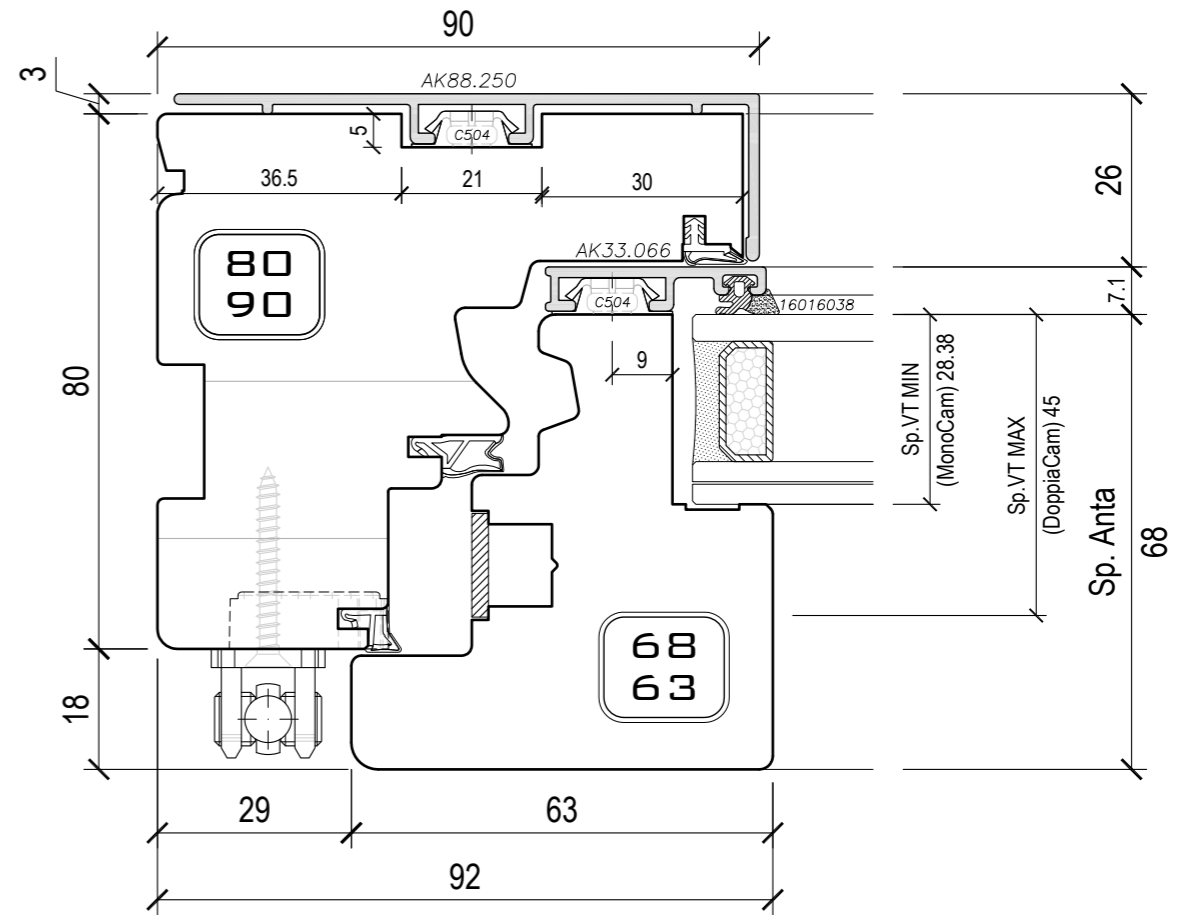 90
3
AK88.250
C504
5
36.5
21
30
26
80
90
AK33.066
C504
16016038
7.1
9
80
Sp.VT MIN
(MonoCam) 28.38
Sp.VT MAX
(DoppiaCam) 45
Sp. Anta
68
68
63
18
29
63
92